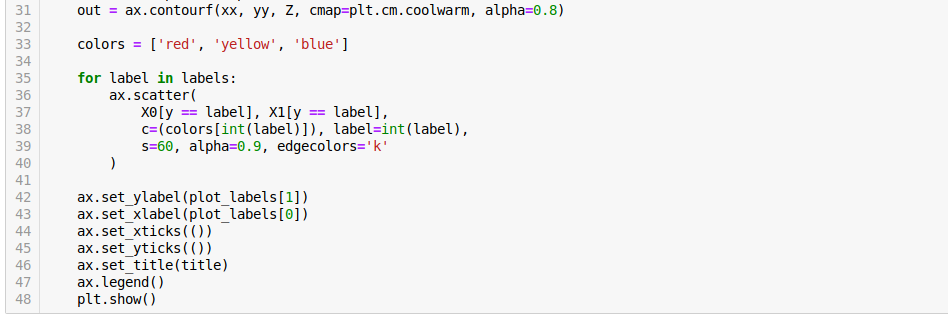 31 out = ax.contourf(xx, yy, Z, cmap=plt.cm.coolwarm, alpha=0.8)
32
33 colors = ['red', 'yellow', 'blue']
34
35 for label in labels:
36 ax.scatter(
37 X0[y == label], X1[y == label],
38 c=(colors[int(label)]), label=int(label),
39 s=60, alpha=0.9, edgecolors='k'
40 )
41
42 ax.set_ylabel(plot_labels[1])
43 ax.set_xlabel(plot_labels[0])
44 ax.set_xticks(())
45 ax.set_yticks(())
46 ax.set_title(title)
47 ax.legend()
48 plt.show()